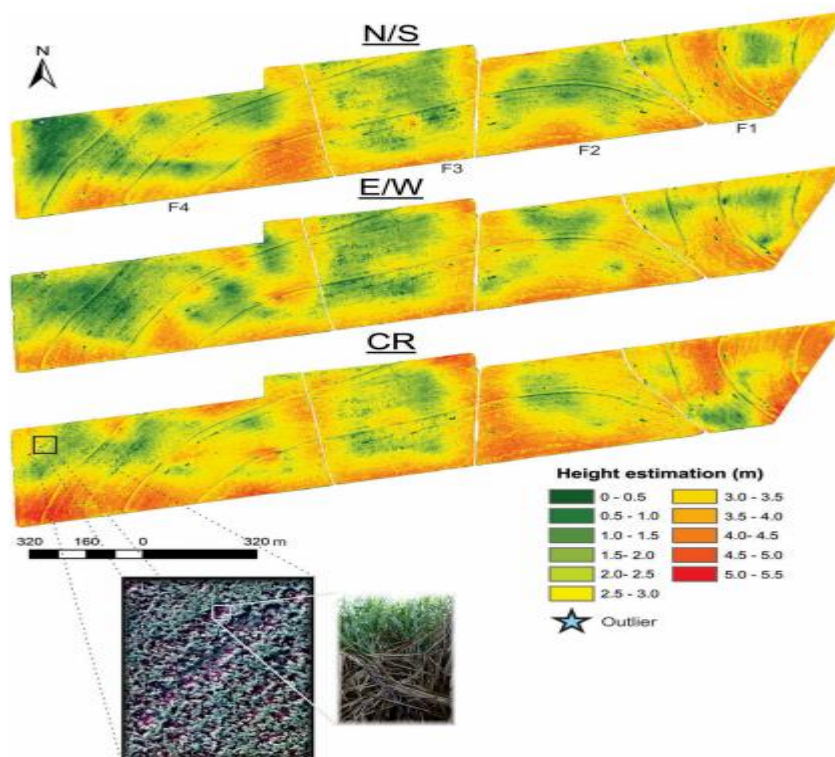 N/S
N
F1
F2
F3
E/W
F4
CR
Height estimation (m)
0 - 0.5 3.0 - 3.5
0.5 - 1.0 3.5 - 4.0
1.0 - 1.5 4.0- 4.5
1.5- 2.0 4.5 - 5.0
2.0- 2.5 5.0 - 5.5
2.5 - 3.0
Outlier
320 160. 0 320 m